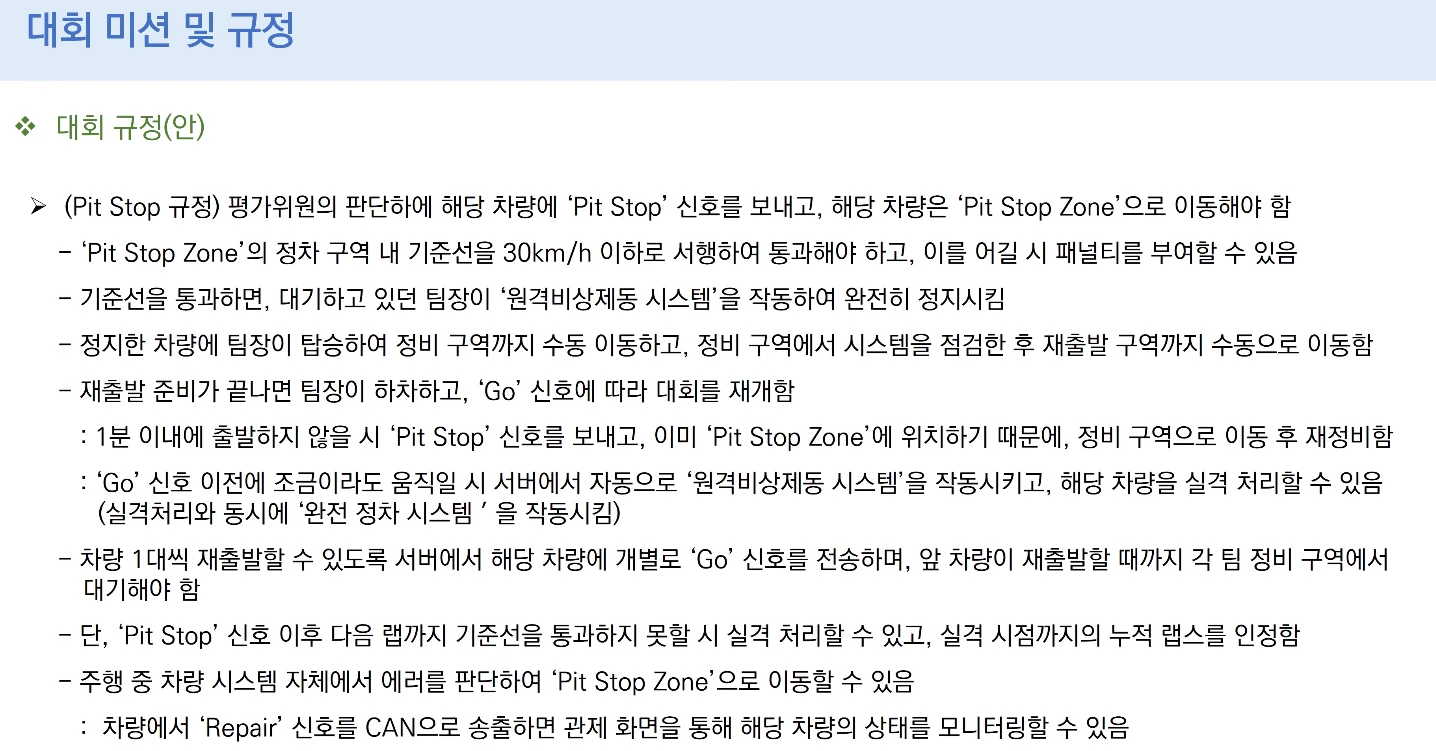 대회 미션 및 규정
❖ 대회 규정(안)
➢ (Pit Stop 규정) 평가위원의 판단하에 해당 차량에 ‘Pit Stop’ 신호를 보내고, 해당 차량은 ‘Pit Stop Zone’으로 이동해야 함
– ‘Pit Stop Zone’의 정차 구역 내 기준선을 30km/h 이하로 서행하여 통과해야 하고, 이를 어길 시 패널티를 부여할 수 있음
– 기준선을 통과하면, 대기하고 있던 팀장이 ‘원격비상제동 시스템’을 작동하여 완전히 정지시킴
– 정지한 차량에 팀장이 탑승하여 정비 구역까지 수동 이동하고, 정비 구역에서 시스템을 점검한 후 재출발 구역까지 수동으로 이동함
– 재출발 준비가 끝나면 팀장이 하차하고, ‘Go’ 신호에 따라 대회를 재개함
: 1분 이내에 출발하지 않을 시 ‘Pit Stop’ 신호를 보내고, 이미 ‘Pit Stop Zone’에 위치하기 때문에, 정비 구역으로 이동 후 재정비함
: ‘Go’ 신호 이전에 조금이라도 움직일 시 서버에서 자동으로 ‘원격비상제동 시스템’을 작동시키고, 해당 차량을 실격 처리할 수 있음
(실격처리와 동시에 ‘완전 정차 시스템 ′ 을 작동시킴)
– 차량 1대씩 재출발할 수 있도록 서버에서 해당 차량에 개별로 ‘Go’ 신호를 전송하며, 앞 차량이 재출발할 때까지 각 팀 정비 구역에서
대기해야 함
– 단, ‘Pit Stop’ 신호 이후 다음 랩까지 기준선을 통과하지 못할 시 실격 처리할 수 있고, 실격 시점까지의 누적 랩스를 인정함
– 주행 중 차량 시스템 자체에서 에러를 판단하여 ‘Pit Stop Zone’으로 이동할 수 있음
: 차량에서 ‘Repair’ 신호를 CAN으로 송출하면 관제 화면을 통해 해당 차량의 상태를 모니터링할 수 있음